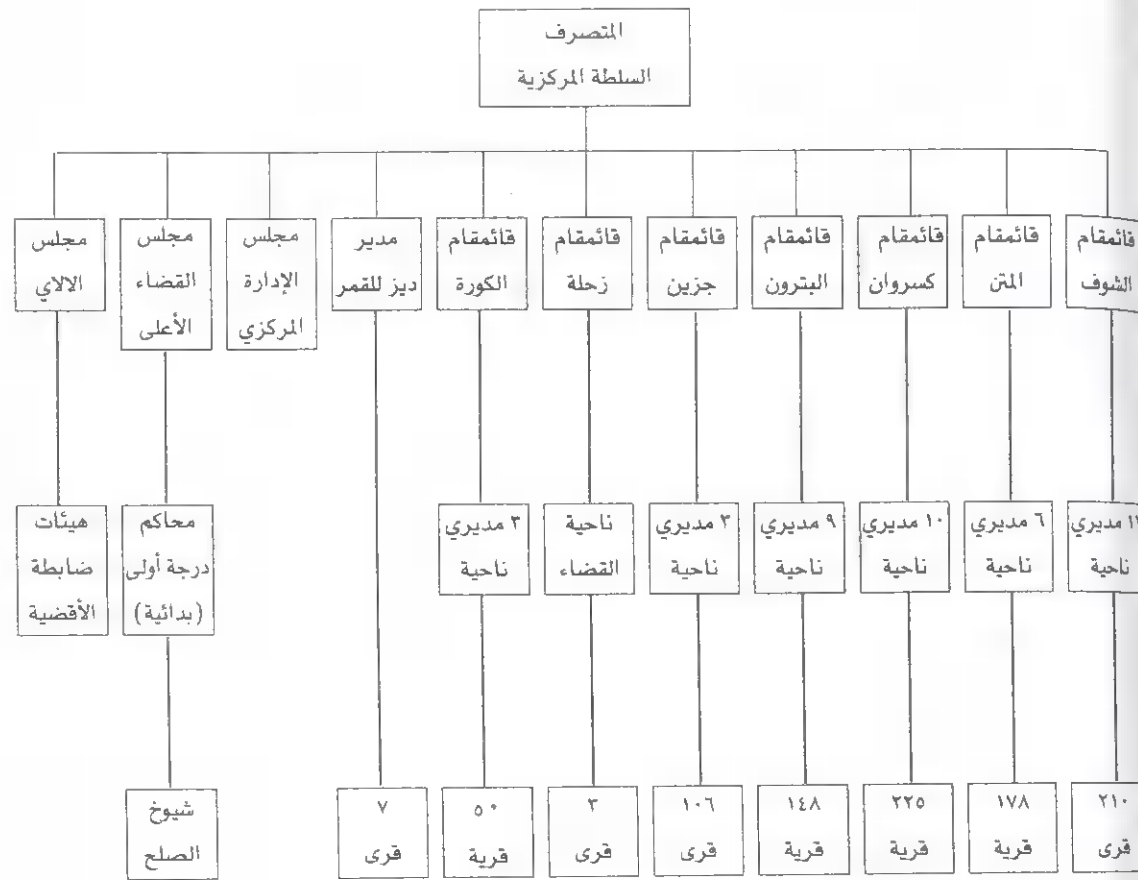 المتصرف
السلطة المركزية
قائمقام
الشوف
قائمقام
المتن
قائمقام
كسروان
قائمقام
البترون
قائمقام
جزين
قائمقام
زحلة
قائمقام
الكورة
مدير
ديز للقمر
مجلس
الإدارة
المركزي
مجلس
القضاء
الأعلى
مجلس
الالاي
مديري
ناحية
٦ مديري
ناحية
١٠ مديري
ناحية
٩ مديري
ناحية
٣ مديري
ناحية
ناحية
القضاء
٣ مديري
ناحية
محاكم
درجة أولى
(بدائية)
هيئات
ضابطة
الأقضية
٢١٠
قرى
١٧٨
قرية
٢٢٥
قرية
١٤٨
قرية
١٠٦
قرى
٣
قرى
٥٠
قرية
٧
قرى
شيوخ
الصلح